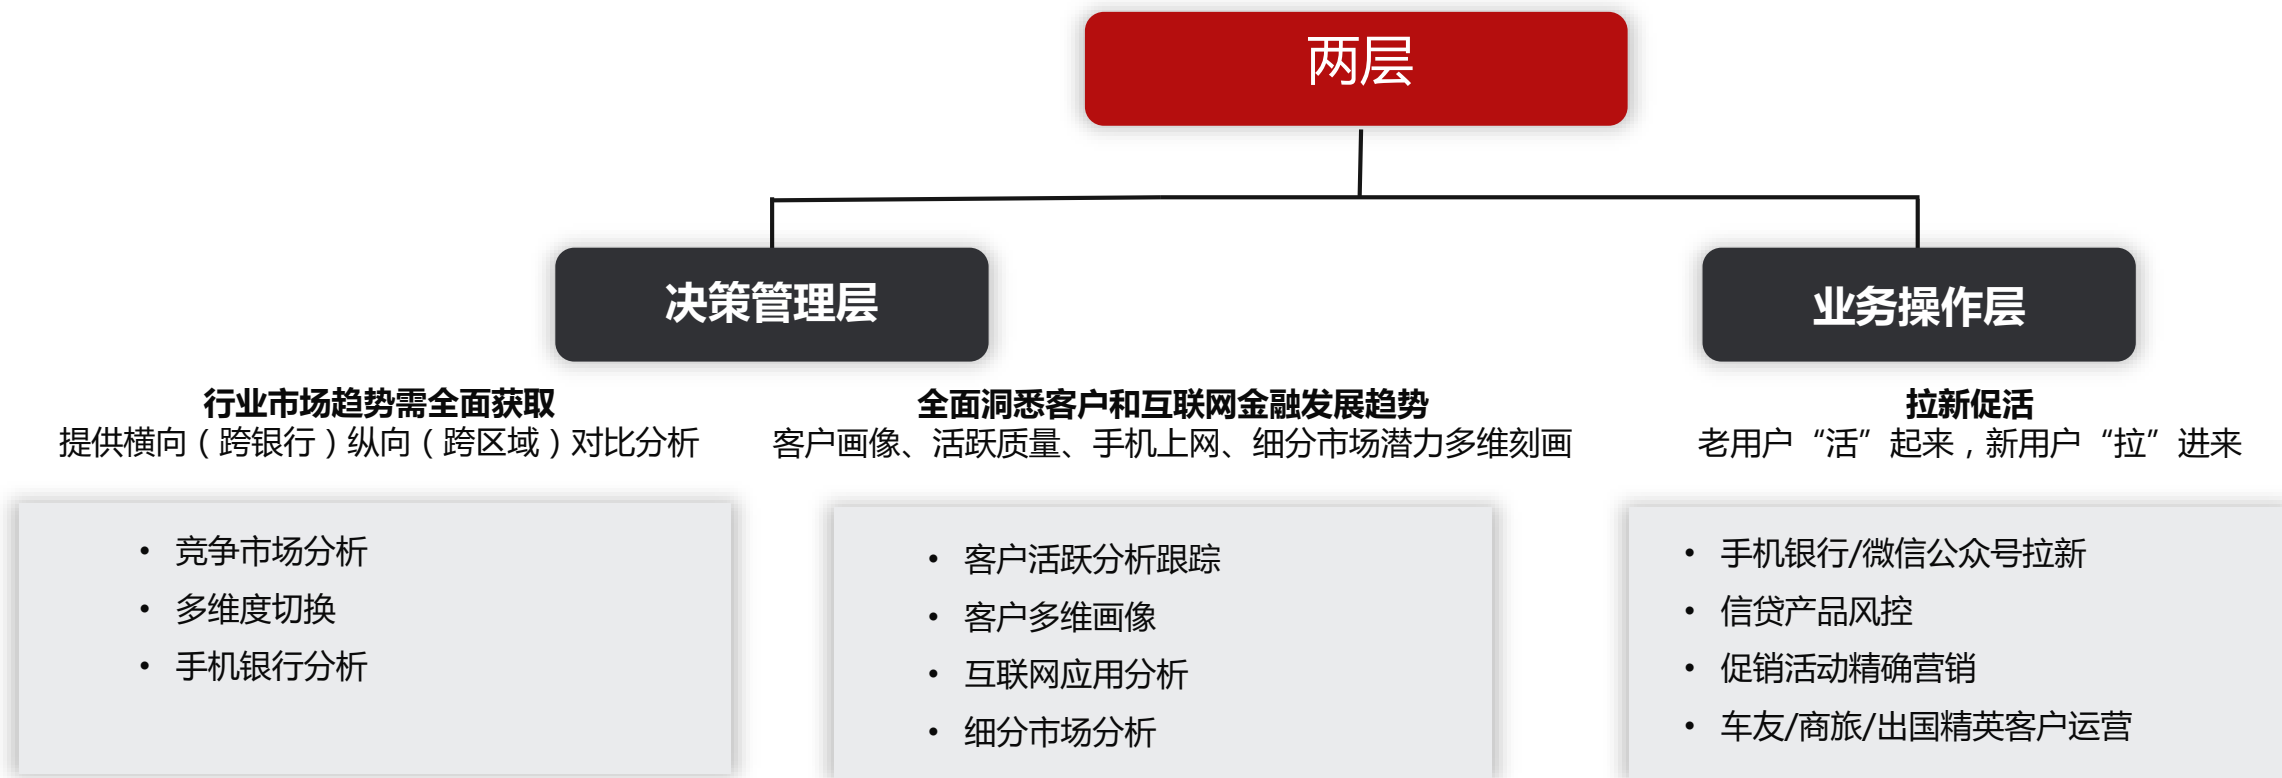 两层
决策管理层
业务操作层
行业市场趋势需全面获取
提供横向（跨银行）纵向（跨区域）对比分析
• 竞争市场分析
• 多维度切换
• 手机银行分析
全面洞悉客户和互联网金融发展趋势
客户画像、活跃质量、手机上网、细分市场潜力多维刻画
• 客户活跃分析跟踪
• 客户多维画像
• 互联网应用分析
• 细分市场分析
拉新促活
老用户“活”起来，新用户“拉”进来
• 手机银行/微信公众号拉新
• 信贷产品风控
• 促销活动精确营销
• 车友/商旅/出国精英客户运营